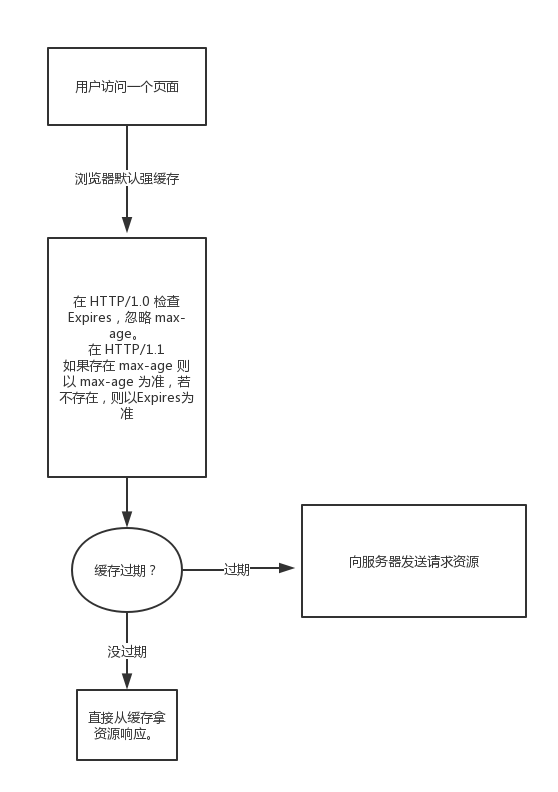 用户访问一个页面
浏览器默认强缓存
在 HTTP/1.0 检查
Expires，忽略 max-
age。
在 HTTP/1.1
如果存在 max-age 则
以 max-age 为准，若
不存在，则以Expires为
准
缓存过期？
过期
向服务器发送请求资源
没过期
直接从缓存拿
资源响应。